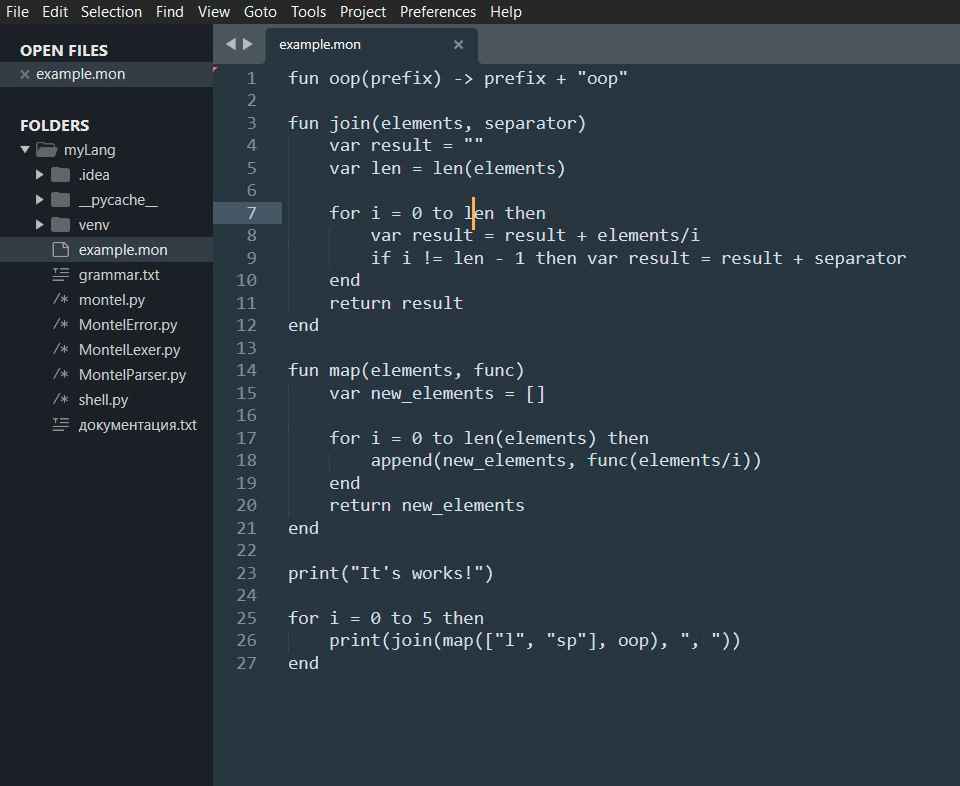 File Edit Selection Find View Goto Tools Project Preferences Help
OPEN FILES
example.mon
FOLDERS
myLang
.idea
__pycache__
venv
example.mon
grammar.txt
montel.py
MontelError.py
MontelLexer.py
MontelParser.py
shell.py
документация.txt
example.mon
1 fun oop(prefix) -> prefix + "oop"
2
3 fun join(elements, separator)
4     var result = ""
5     var len = len(elements)
6
7     for i = 0 to len then
8         var result = result + elements/i
9         if i != len - 1 then var result = result + separator
10     end
11     return result
12 end
13
14 fun map(elements, func)
15     var new_elements = []
16
17     for i = 0 to len(elements) then
18         append(new_elements, func(elements/i))
19     end
20     return new_elements
21 end
22
23 print("It's works!")
24
25 for i = 0 to 5 then
26     print(join(map(["l", "sp"], oop), ", "))
27 end